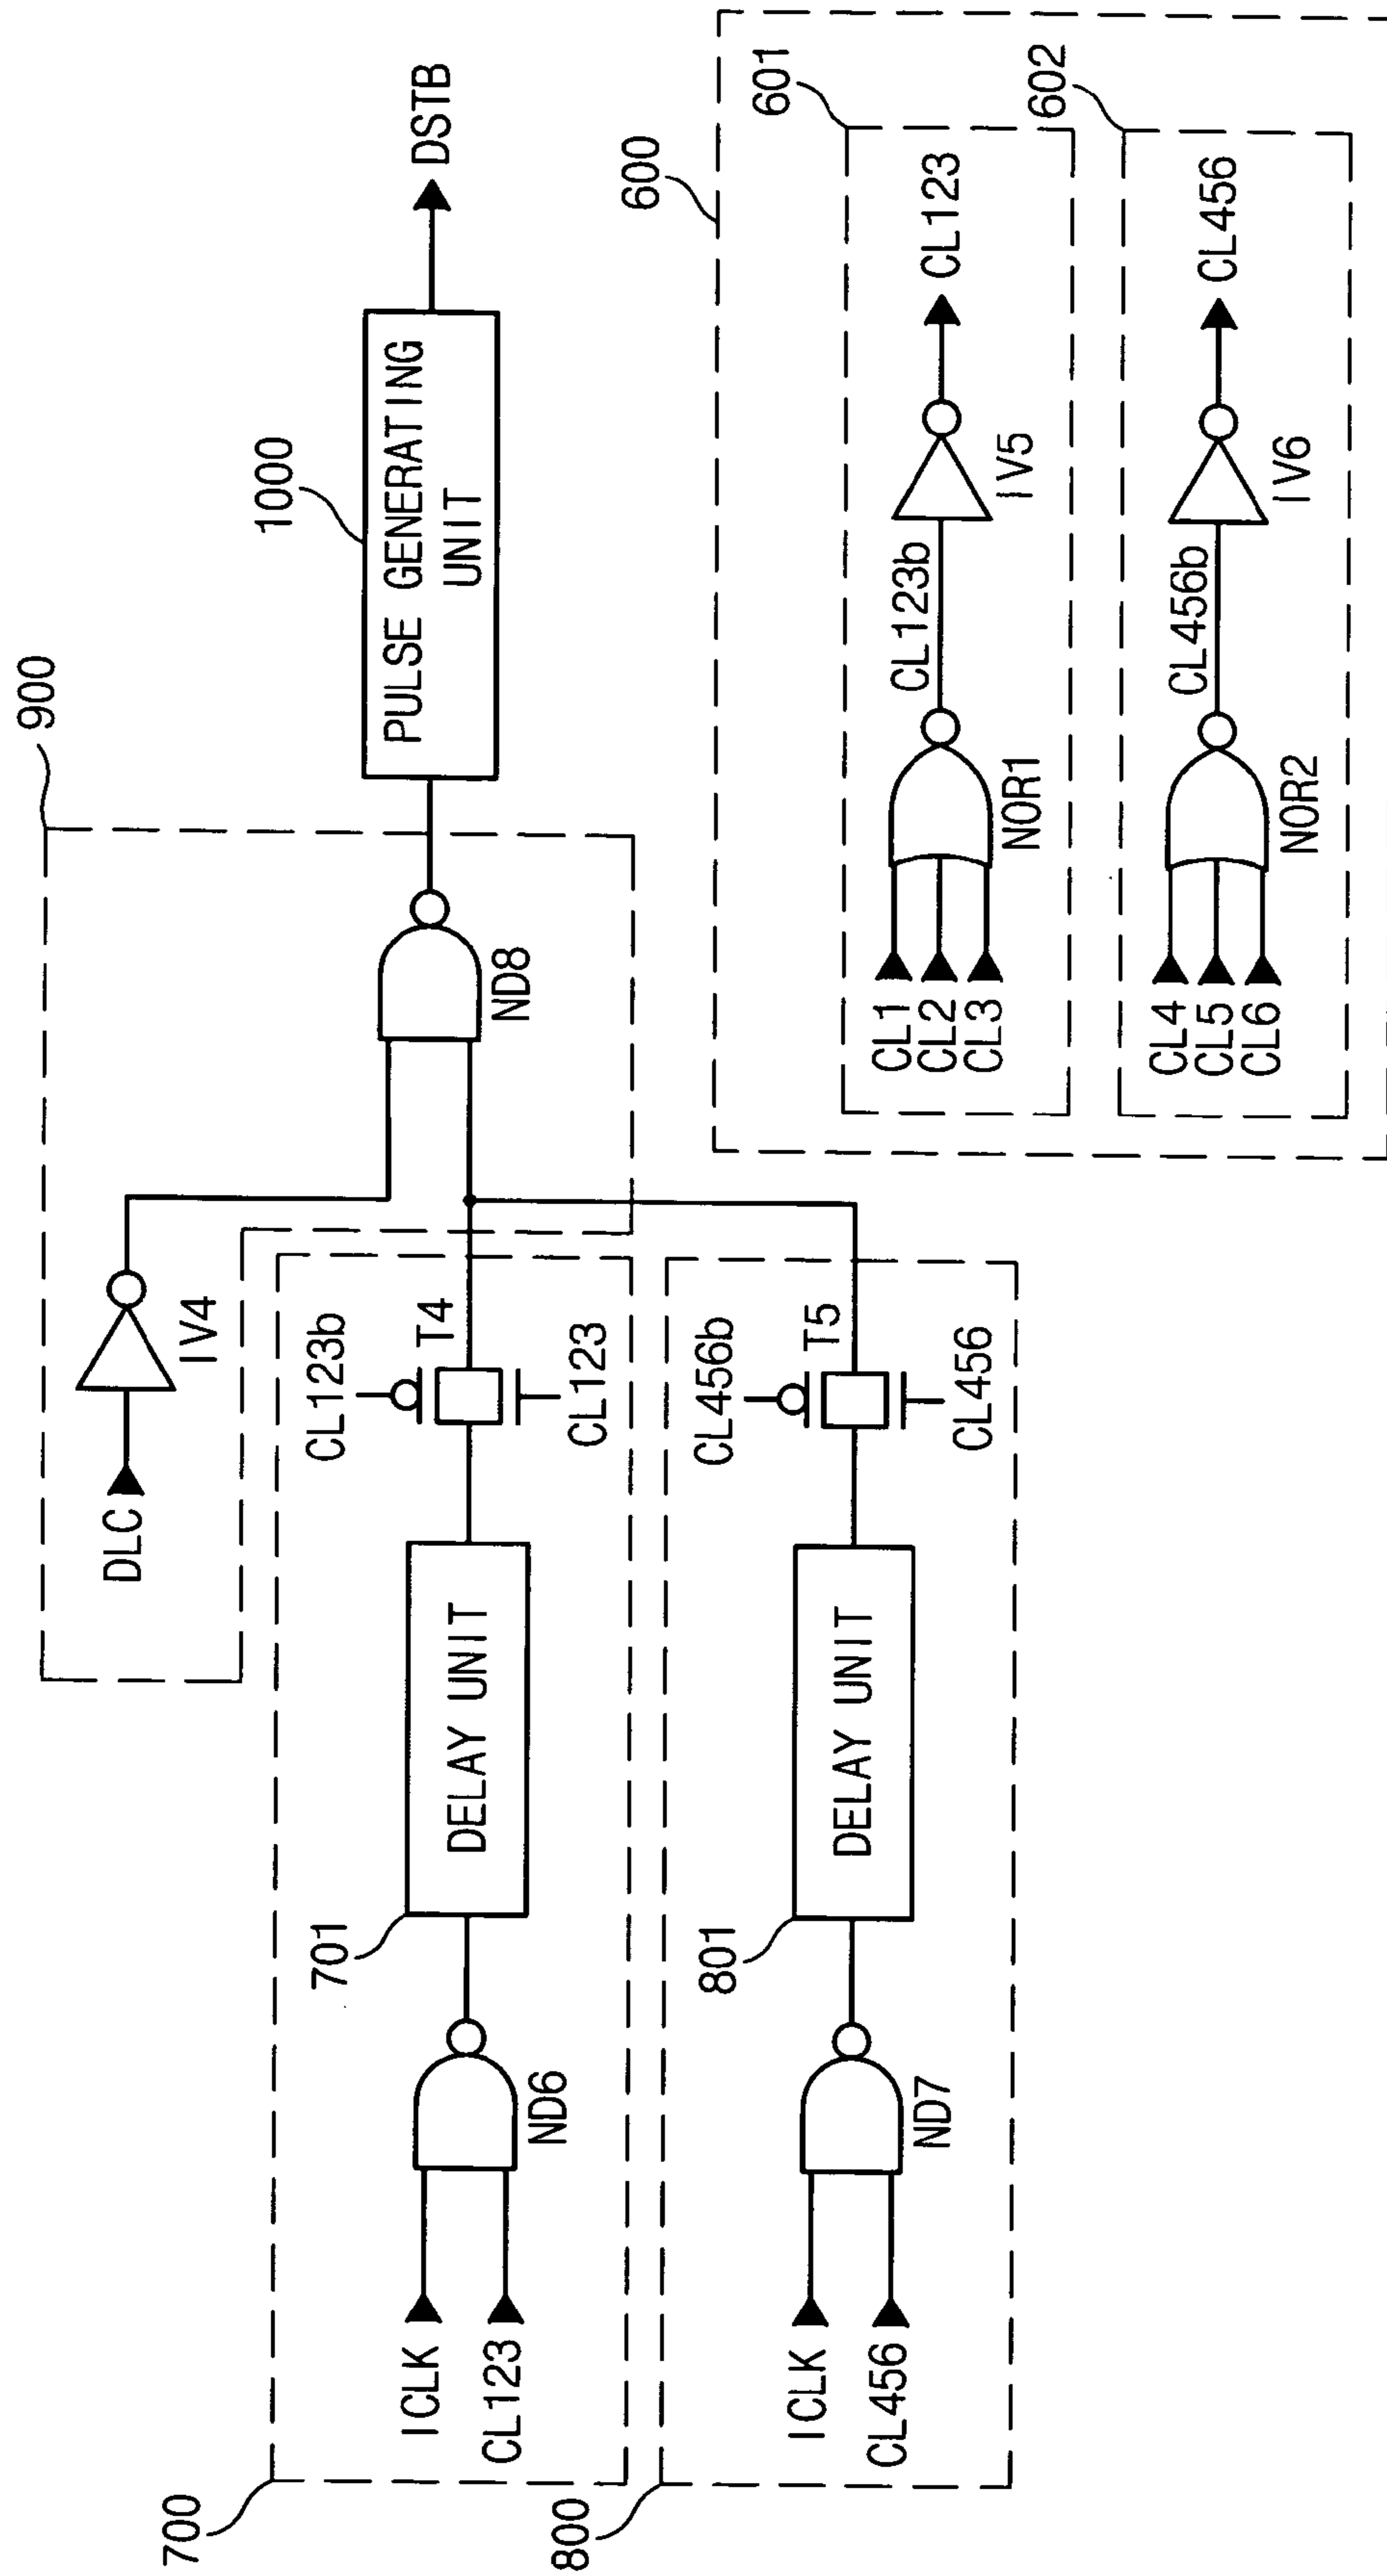 900
DLC
IV4
ND8
1000
PULSE GENERATING
UNIT
DSTB
700
ICLK
CL123
ND6
701
DELAY UNIT
CL123b
T4
CL123
800
ICLK
CL456
ND7
801
DELAY UNIT
CL456b
T5
CL456
600
601
CL1
CL2
CL3
NOR1
CL123b
IV5
CL123
602
CL4
CL5
CL6
NOR2
CL456b
IV6
CL456